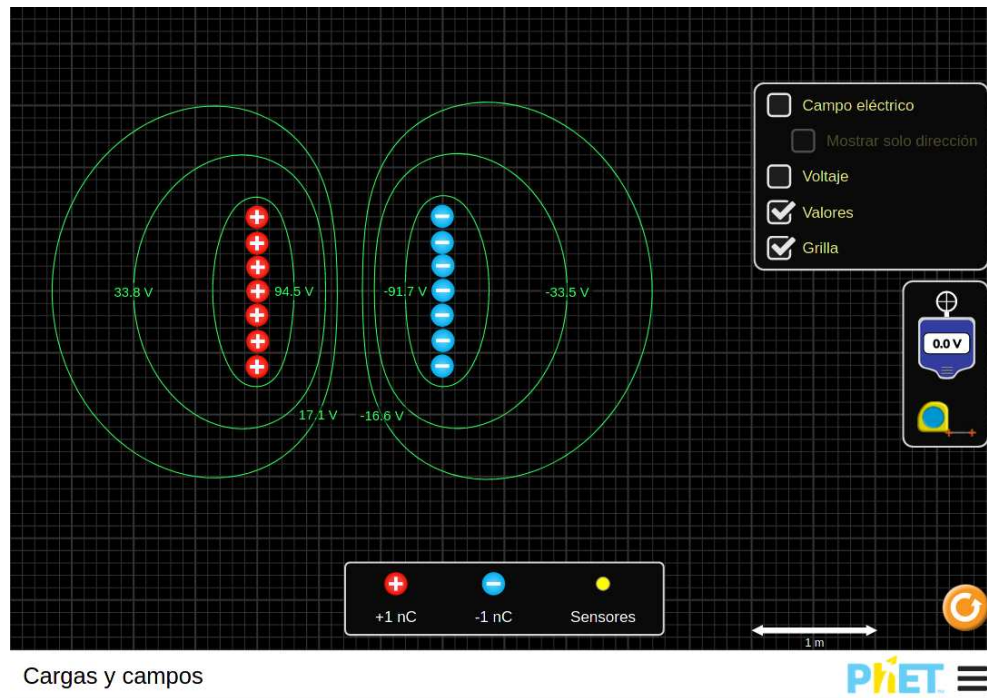 Campo eléctrico
Mostrar solo dirección
Voltaje
Valores
Grilla
33.8 V
94.5 V
-91.7 V
-33.5 V
0.0 V
17.1 V
-16.6 V
+1 nC
-1 nC
Sensores
1 m
Cargas y campos
PhET